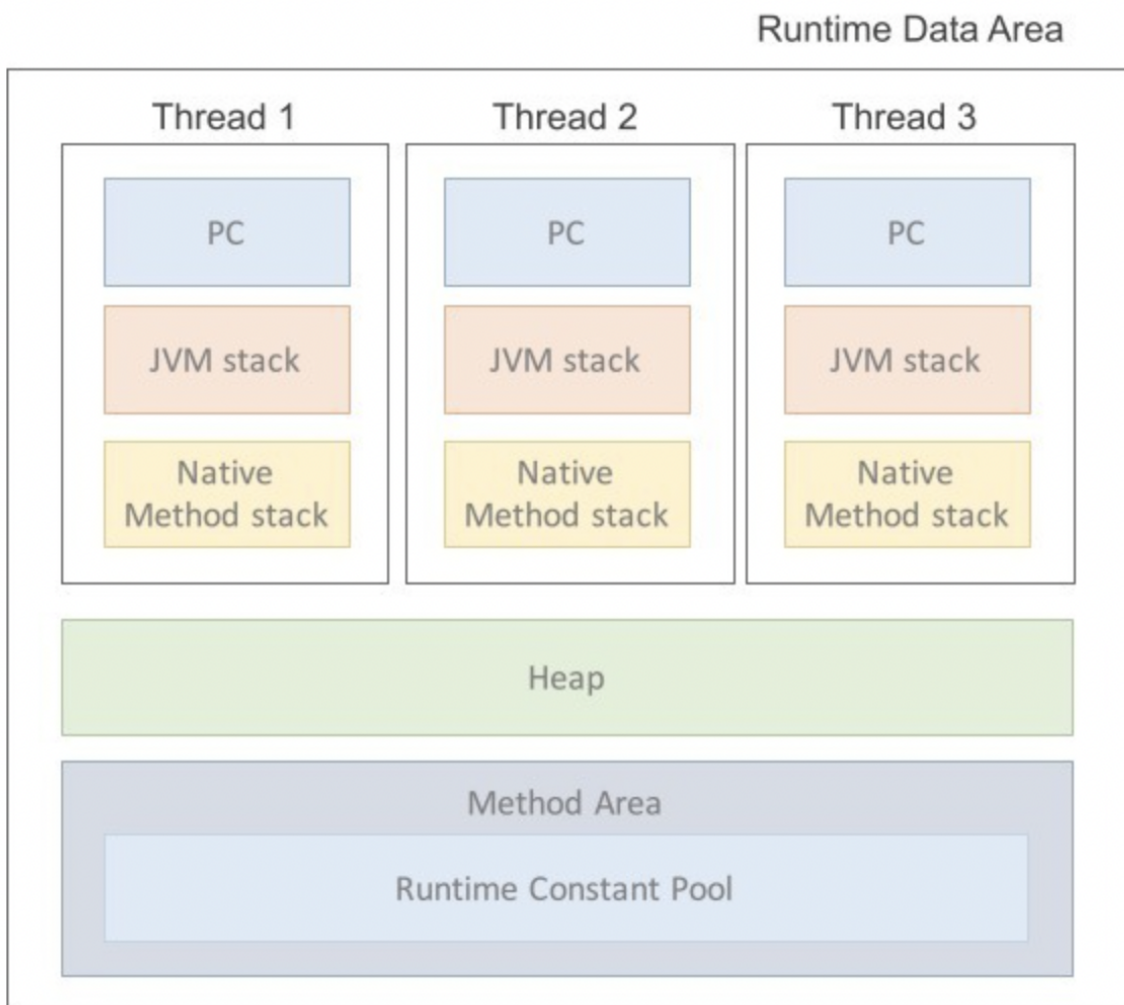 Runtime Data Area
Thread 1
Thread 2
Thread 3
PC
PC
PC
JVM stack
JVM stack
JVM stack
Native
Method stack
Native
Method stack
Native
Method stack
Heap
Method Area
Runtime Constant Pool